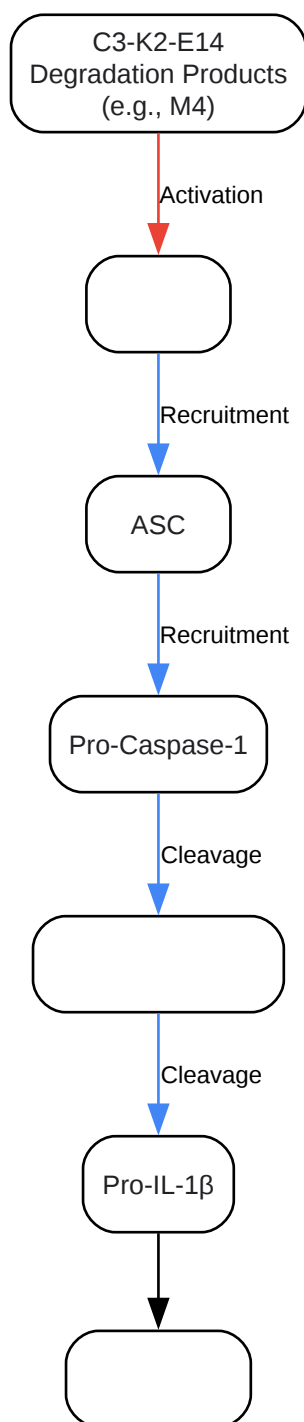 C3-K2-E14
Degradation Products
(e.g., M4)
Activation
Recruitment
ASC
Recruitment
Pro-Caspase-1
Cleavage
Cleavage
Pro-IL-1β